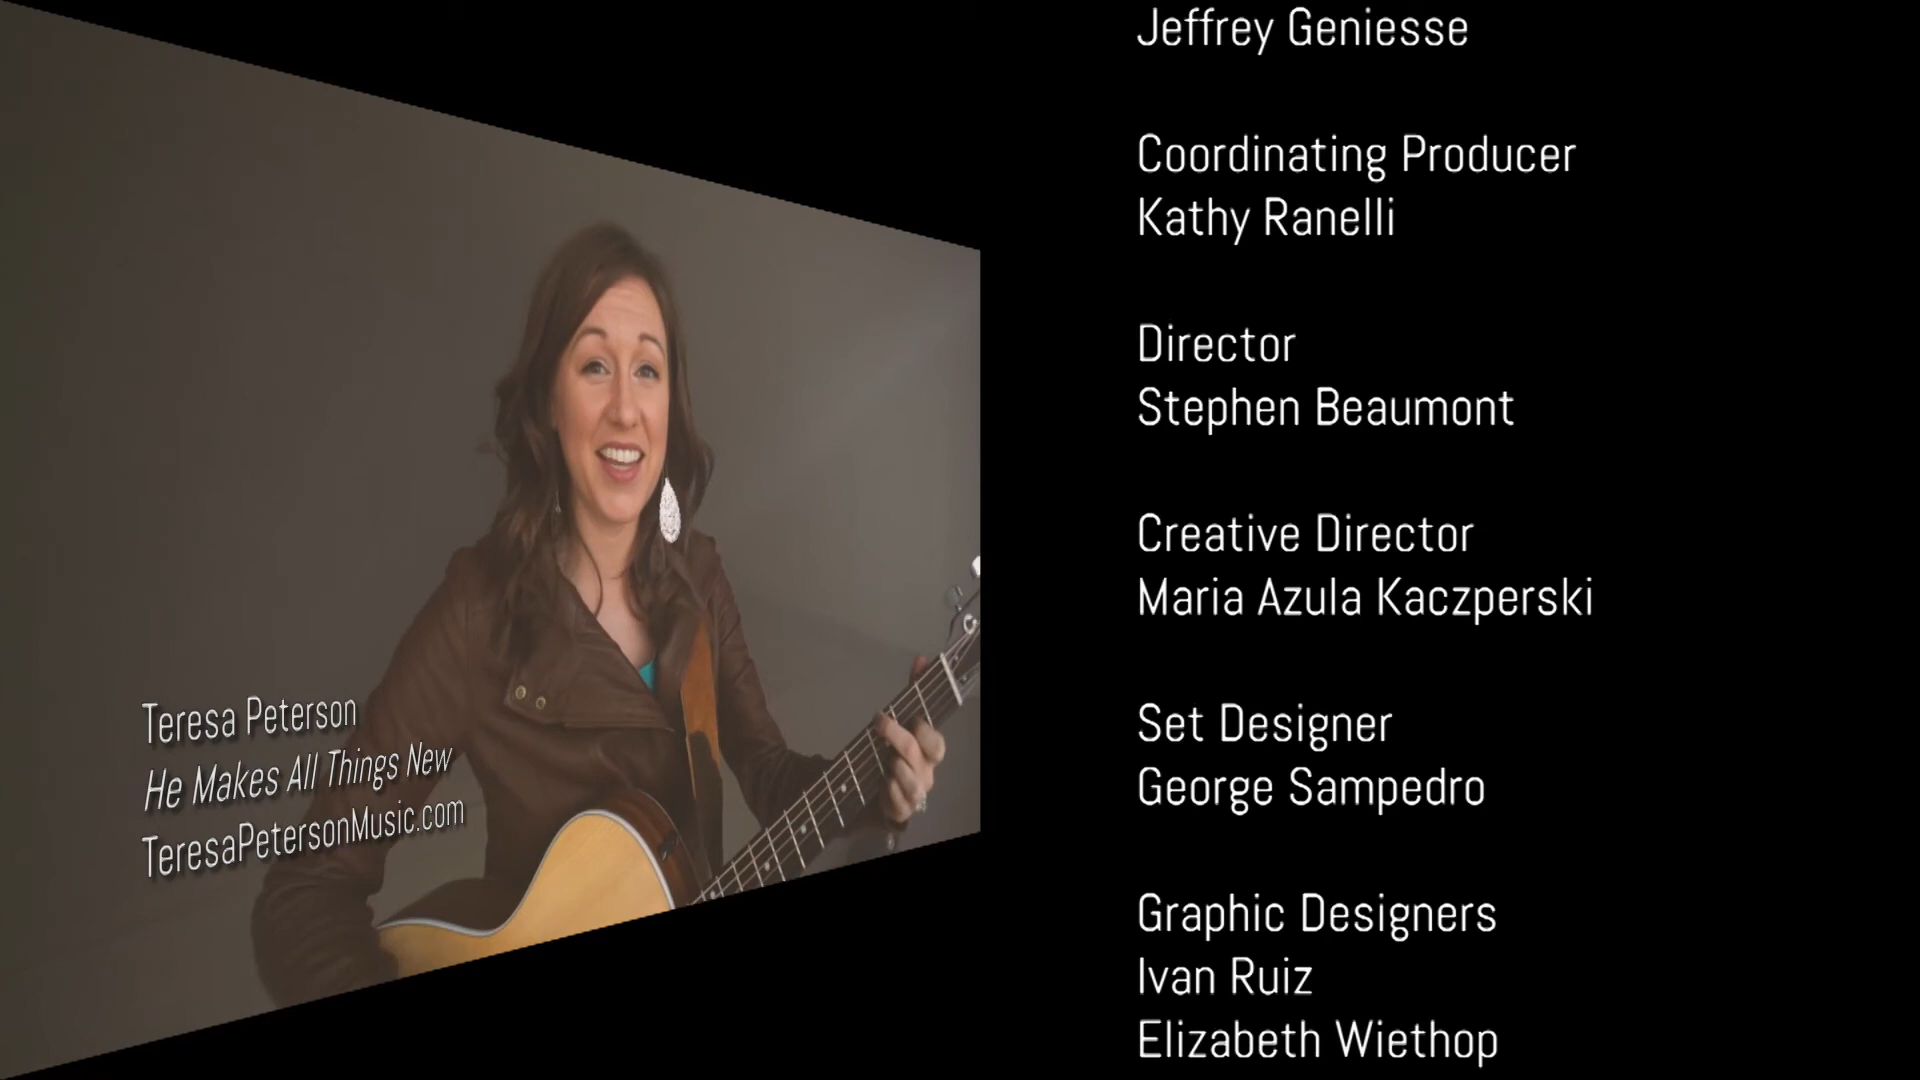 Teresa Peterson
He Makes All Things New
TeresaPetersonMusic.com
Jeffrey Geniesse
Coordinating Producer
Kathy Ranelli
Director
Stephen Beaumont
Creative Director
Maria Azula Kaczperski
Set Designer
George Sampedro
Graphic Designers
Ivan Ruiz
Elizabeth Wiethop